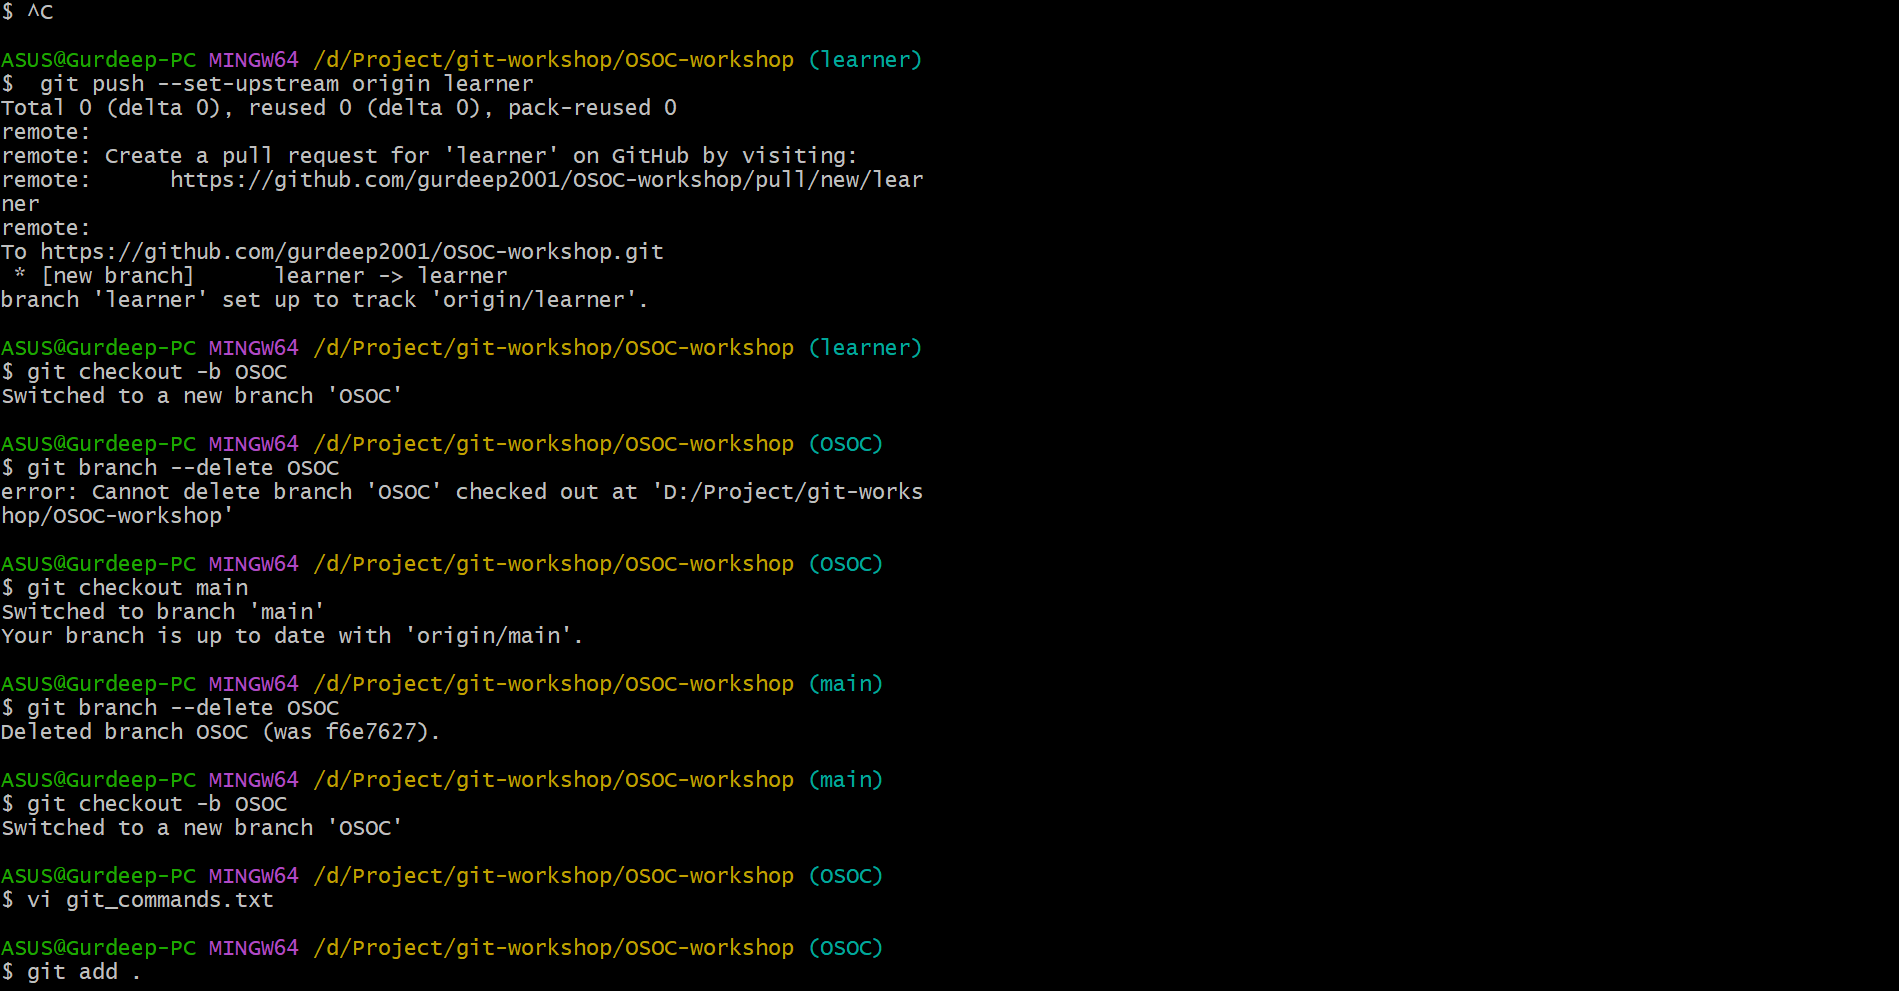 $ ^C
ASUS@Gurdeep-PC MINGW64 /d/Project/git-workshop/OSOC-workshop (learner)
$  git push --set-upstream origin learner
Total 0 (delta 0), reused 0 (delta 0), pack-reused 0
remote:
remote: Create a pull request for 'learner' on GitHub by visiting:
remote:      https://github.com/gurdeep2001/OSOC-workshop/pull/new/lear
ner
remote:
To https://github.com/gurdeep2001/OSOC-workshop.git
 * [new branch]      learner -> learner
branch 'learner' set up to track 'origin/learner'.
ASUS@Gurdeep-PC MINGW64 /d/Project/git-workshop/OSOC-workshop (learner)
$ git checkout -b OSOC
Switched to a new branch 'OSOC'
ASUS@Gurdeep-PC MINGW64 /d/Project/git-workshop/OSOC-workshop (OSOC)
$ git branch --delete OSOC
error: Cannot delete branch 'OSOC' checked out at 'D:/Project/git-works
hop/OSOC-workshop'
ASUS@Gurdeep-PC MINGW64 /d/Project/git-workshop/OSOC-workshop (OSOC)
$ git checkout main
Switched to branch 'main'
Your branch is up to date with 'origin/main'.
ASUS@Gurdeep-PC MINGW64 /d/Project/git-workshop/OSOC-workshop (main)
$ git branch --delete OSOC
Deleted branch OSOC (was f6e7627).
ASUS@Gurdeep-PC MINGW64 /d/Project/git-workshop/OSOC-workshop (main)
$ git checkout -b OSOC
Switched to a new branch 'OSOC'
ASUS@Gurdeep-PC MINGW64 /d/Project/git-workshop/OSOC-workshop (OSOC)
$ vi git_commands.txt
ASUS@Gurdeep-PC MINGW64 /d/Project/git-workshop/OSOC-workshop (OSOC)
$ git add .